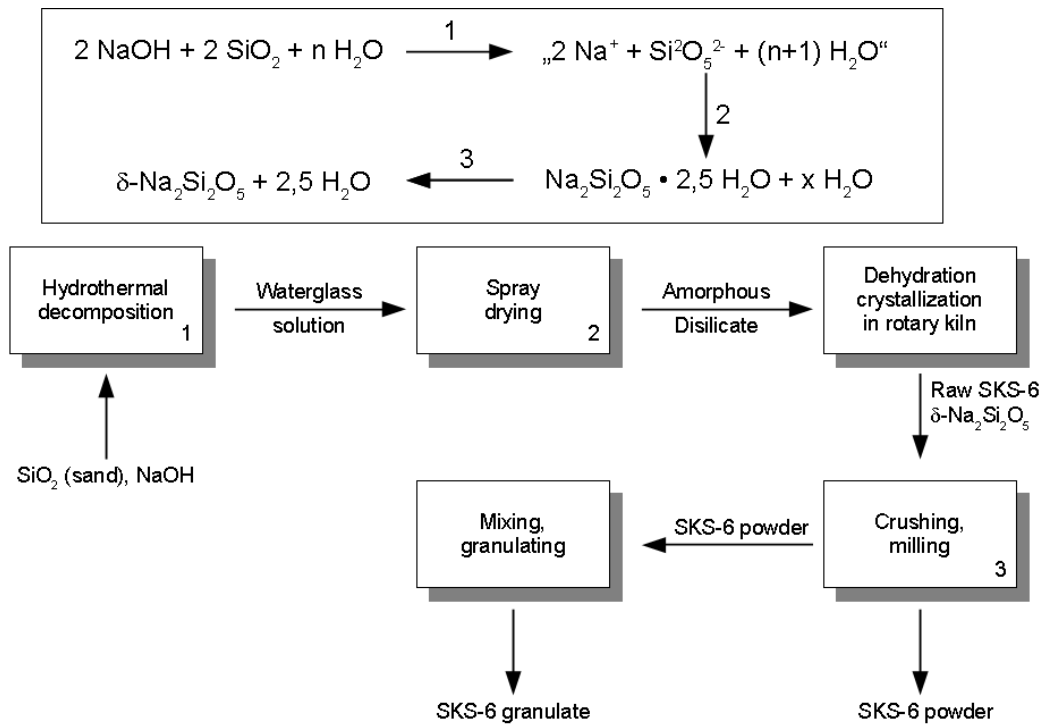 2 NaOH + 2 SiO₂ + n H₂O
1
„2 Na⁺ + Si²O₅²⁻ + (n+1) H₂O“
2
δ-Na₂Si₂O₅ + 2,5 H₂O
3
Na₂Si₂O₅ • 2,5 H₂O + x H₂O
Hydrothermal
decomposition
1
Waterglass
solution
Spray
drying
2
Amorphous
Disilicate
Dehydration
crystallization
in rotary kiln
Raw SKS-6
δ-Na₂Si₂O₅
SiO₂ (sand), NaOH
Mixing,
granulating
SKS-6 powder
Crushing,
milling
3
SKS-6 granulate
SKS-6 powder